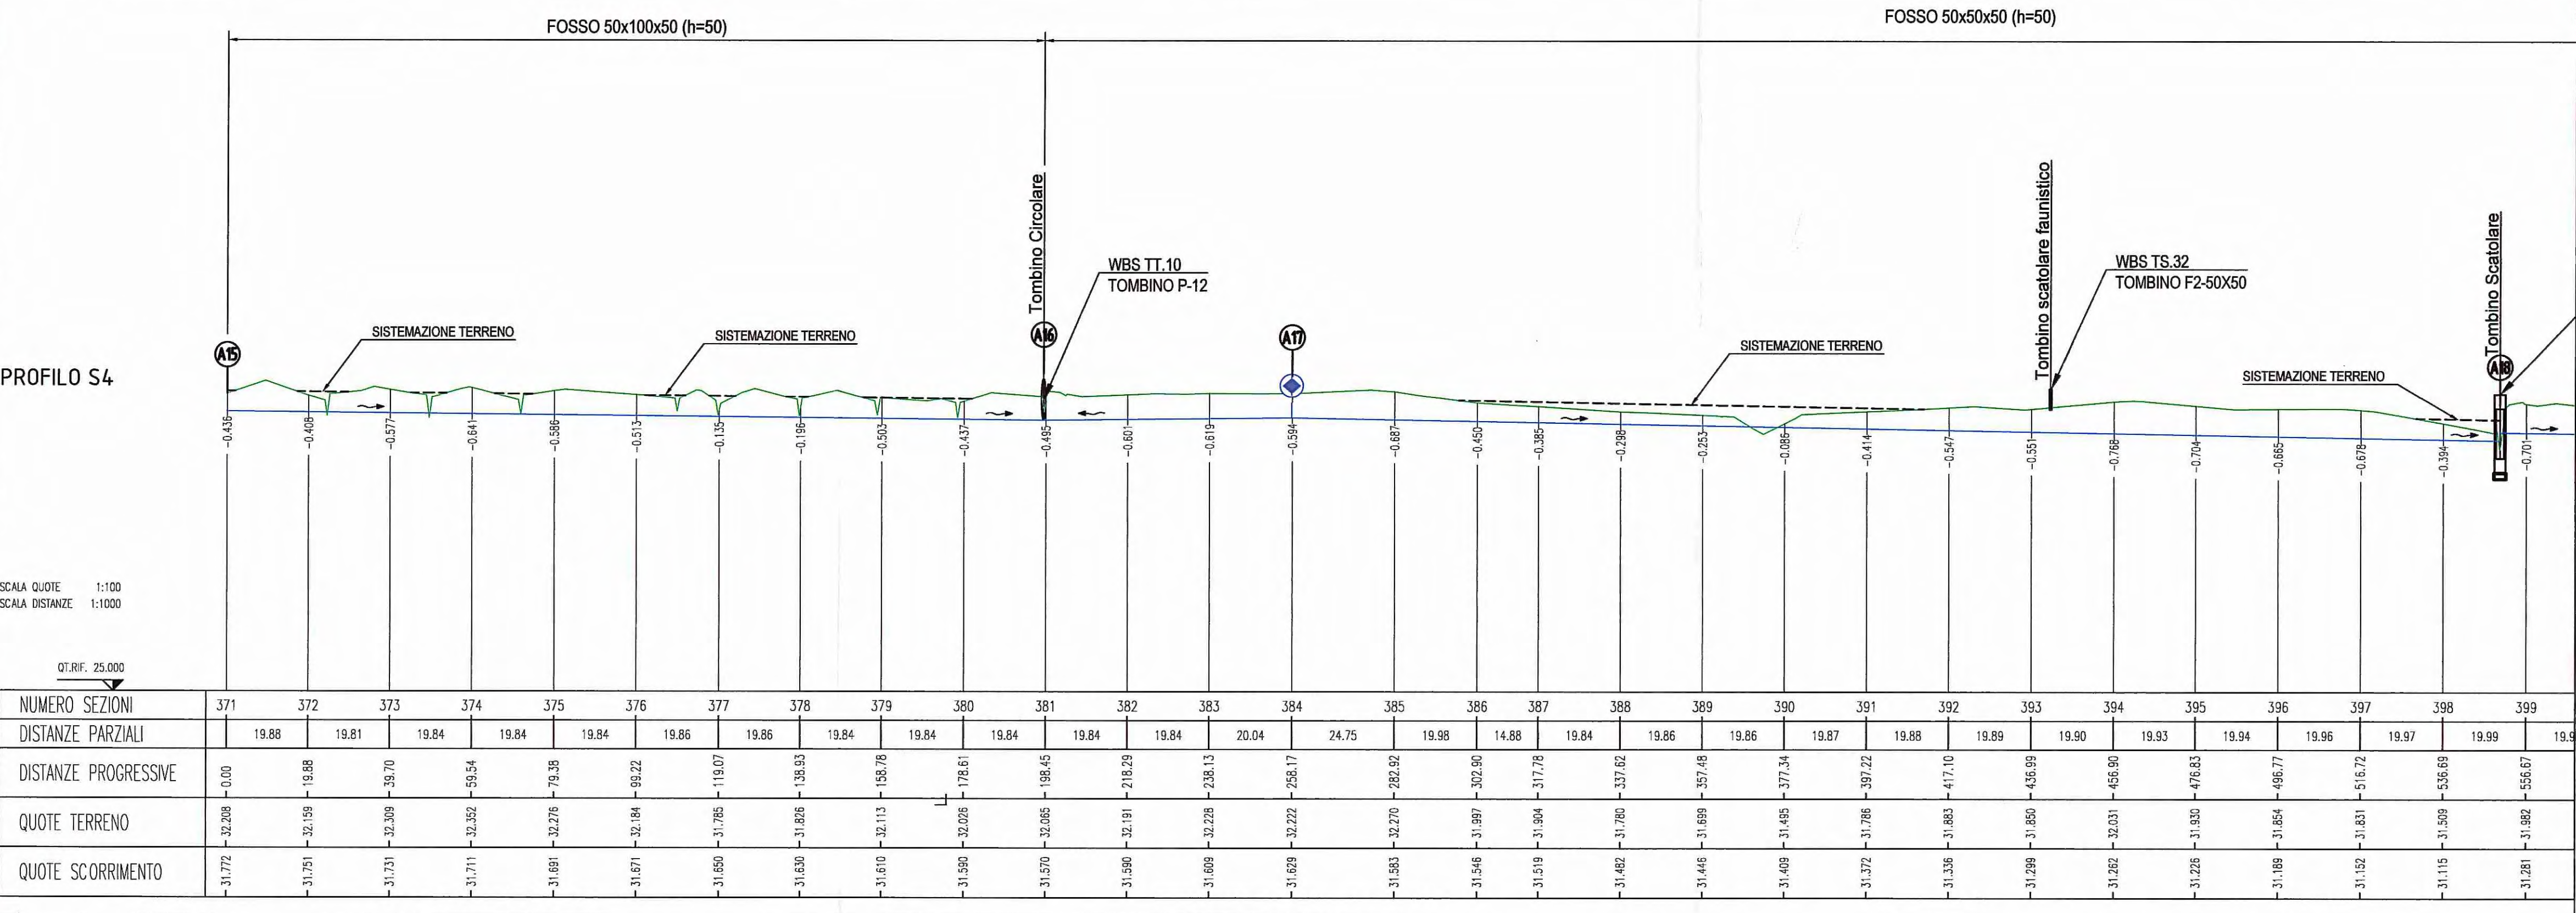 FOSSO 50x100x50 (h=50)
FOSSO 50x50x50 (h=50)
Tombino Circolare
Tombino scatolare faunistico
Tombino Scatolare
WBS TT.10
TOMBINO P-12
WBS TS.32
TOMBINO F2-50X50
SISTEMAZIONE TERRENO
SISTEMAZIONE TERRENO
SISTEMAZIONE TERRENO
SISTEMAZIONE TERRENO
A15
A16
A17
A18
PROFILO S4
-0.436 -0.408 -0.577 -0.641 -0.586 -0.513 -0.135 -0.196 -0.503 -0.437 -0.495 -0.601 -0.619 -0.594 -0.687 -0.450 -0.385 -0.298 -0.253 -0.086 -0.414 -0.547 -0.551 -0.768 -0.704 -0.665 -0.678 -0.394 -0.701
SCALA QUOTE 1:100
SCALA DISTANZE 1:1000
QT.RIF. 25.000
NUMERO SEZIONI 371 372 373 374 375 376 377 378 379 380 381 382 383 384 385 386 387 388 389 390 391 392 393 394 395 396 397 398 399
DISTANZE PARZIALI 19.88 19.81 19.84 19.84 19.84 19.86 19.86 19.84 19.84 19.84 19.84 19.84 20.04 24.75 19.98 14.88 19.84 19.86 19.86 19.87 19.88 19.89 19.90 19.93 19.94 19.96 19.97 19.99 19.9
DISTANZE PROGRESSIVE 0.00 19.88 39.70 59.54 79.38 99.22 119.07 138.93 158.78 178.61 198.45 218.29 238.13 258.17 282.92 302.90 317.78 337.62 357.48 377.34 397.22 417.10 436.99 456.90 476.83 496.77 516.72 536.69 556.67
QUOTE TERRENO 32.208 32.159 32.309 32.352 32.276 32.184 31.785 31.826 32.113 32.026 32.065 32.191 32.228 32.222 32.270 31.997 31.904 31.780 31.699 31.495 31.786 31.883 31.850 32.031 31.930 31.854 31.831 31.509 31.982
QUOTE SCORRIMENTO 31.772 31.751 31.731 31.711 31.691 31.671 31.650 31.630 31.610 31.590 31.570 31.590 31.609 31.629 31.583 31.546 31.519 31.482 31.446 31.409 31.372 31.336 31.299 31.262 31.226 31.189 31.152 31.115 31.281